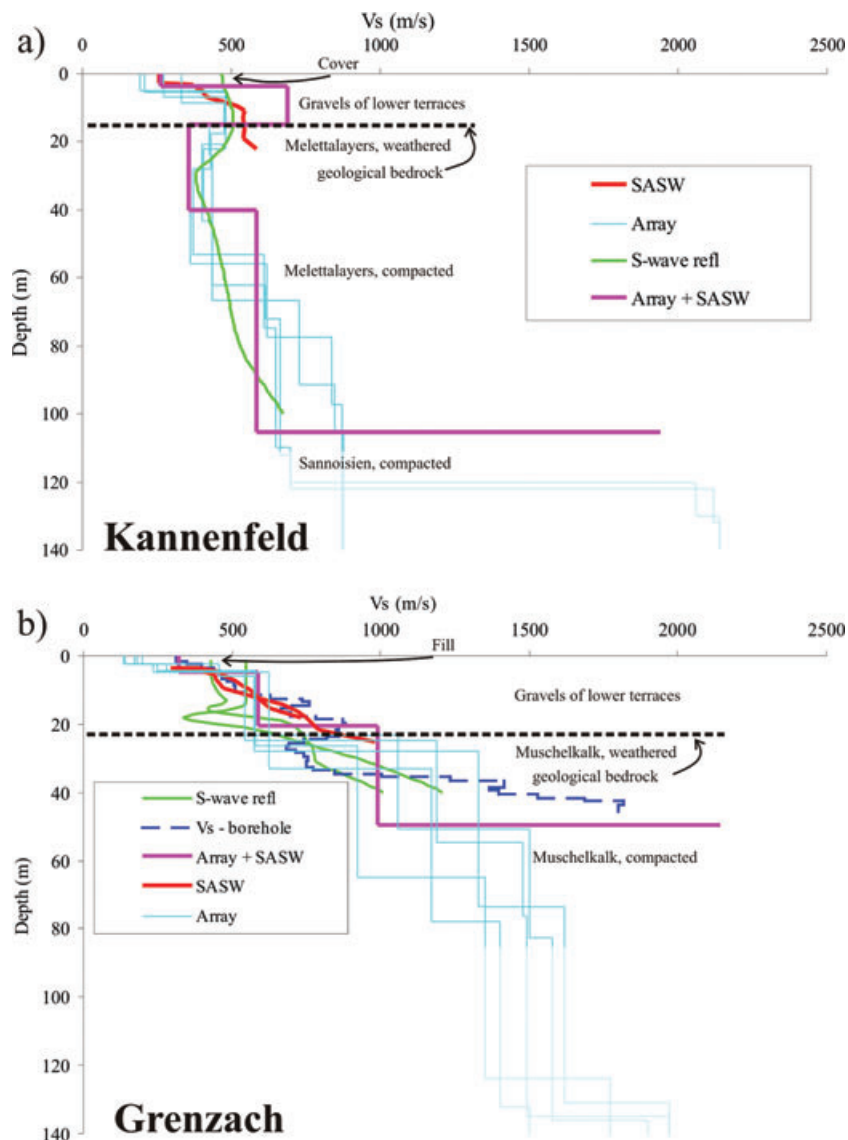 a)
Vs (m/s)
0 500 1000 1500 2000 2500
0
20
40
60
80
100
120
140
Depth (m)
Cover
Gravels of lower terraces
Melettalayers, weathered
geological bedrock
Melettalayers, compacted
Sannoisien, compacted
SASW
Array
S-wave refl
Array + SASW
Kannenfeld
b)
Vs (m/s)
0 500 1000 1500 2000 2500
0
20
40
60
80
100
120
140
Depth (m)
Fill
Gravels of lower terraces
Muschelkalk, weathered
geological bedrock
Muschelkalk, compacted
S-wave refl
Vs - borehole
Array + SASW
SASW
Array
Grenzach